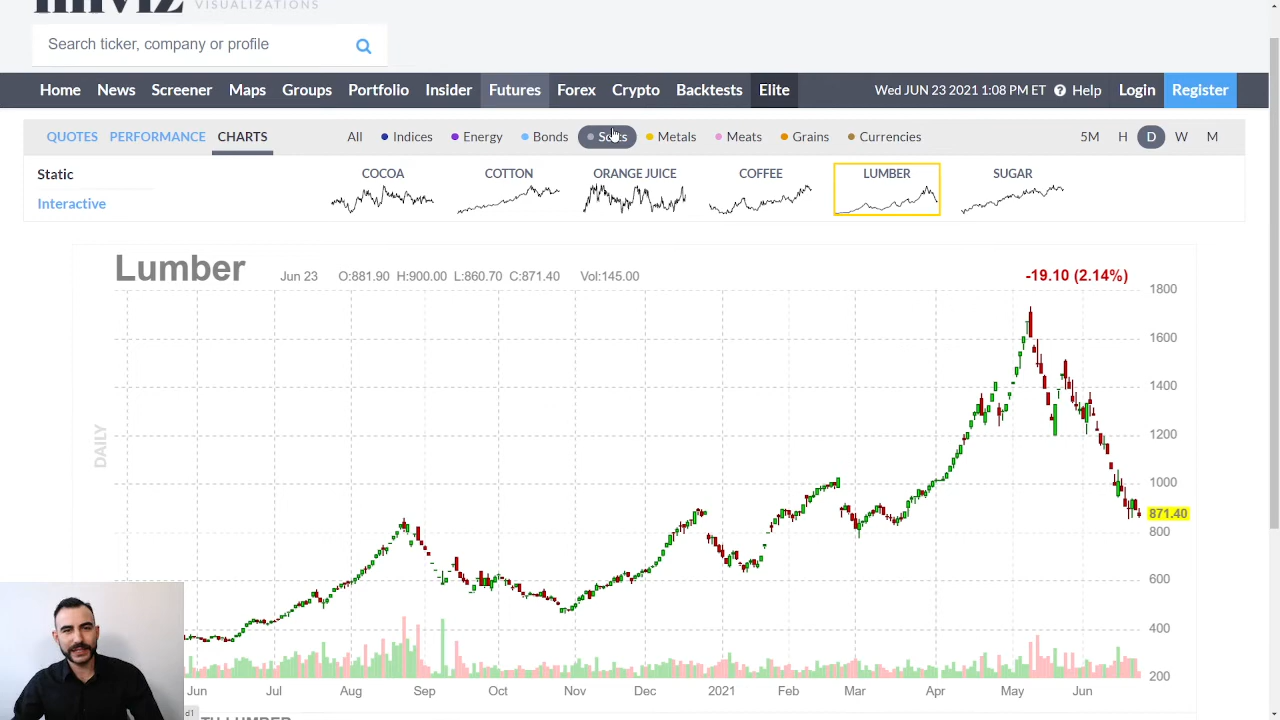 finviz VISUALIZATIONS
Search ticker, company or profile
Home News Screener Maps Groups Portfolio Insider Futures Forex Crypto Backtests Elite Wed JUN 23 2021 1:08 PM ET Help Login Register
QUOTES PERFORMANCE CHARTS All Indices Energy Bonds Softs Metals Meats Grains Currencies 5M H D W M
Static COCOA COTTON ORANGE JUICE COFFEE LUMBER SUGAR
Interactive
Lumber Jun 23 O:881.90 H:900.00 L:860.70 C:871.40 Vol:145.00 -19.10 (2.14%)
1800
1600
1400
1200
DAILY
1000
871.40
800
600
400
200
Jun Jul Aug Sep Oct Nov Dec 2021 Feb Mar Apr May Jun
LUMBER